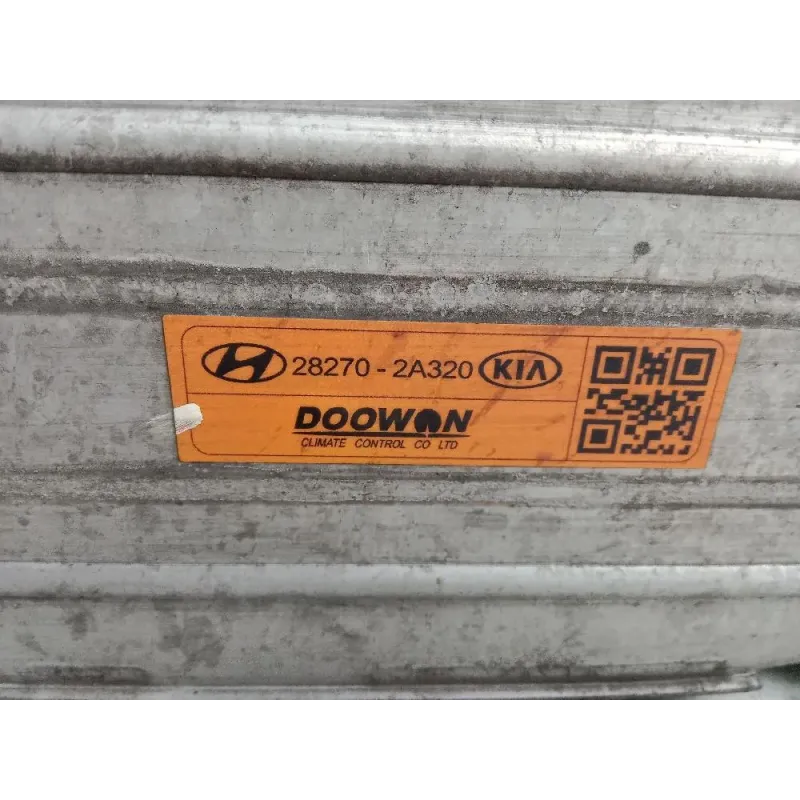 28270 - 2A320 KIA
DOOWON
CLIMATE CONTROL CO LTD